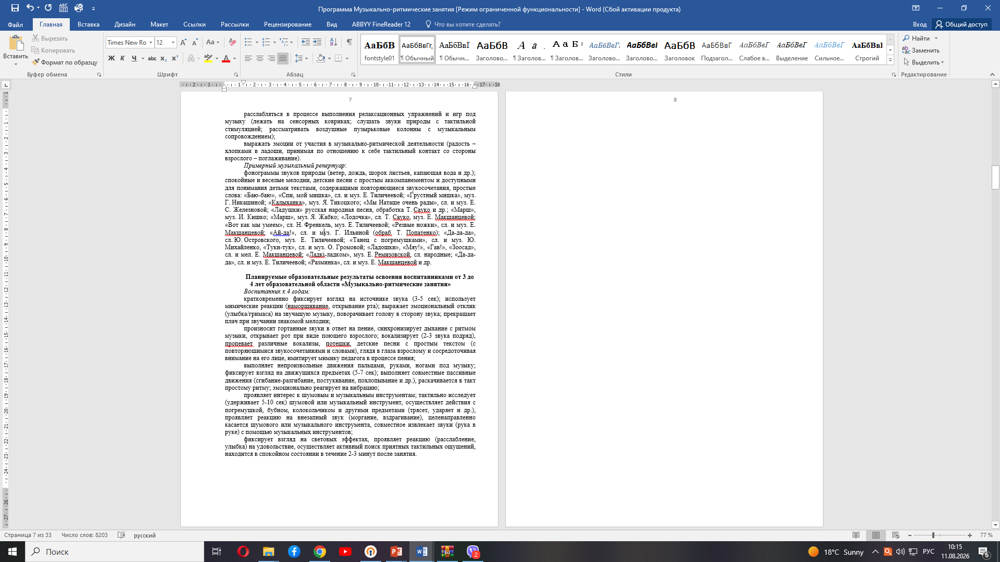 Программа Музыкально-ритмические занятия [Режим ограниченной функциональности] - Word (Сбой активации продукта)
Файл Главная Вставка Дизайн Макет Ссылки Рассылки Рецензирование Вид ABBYY FineReader 12 Что вы хотите сделать? Вход Общий доступ
Вставить
Вырезать
Копировать
Формат по образцу
Буфер обмена
Times New Ro 12
Шрифт
Абзац
fontstyle01 ¶ Обычный ¶ Обычн... Заголово... ¶ Заголов... ¶ Заголов... Заголово... Заголово... Заголовок Подзагол... Слабое в... Выделение Сильное... Строгий
Стили
Найти
Заменить
Выделить
Редактирование
7
расслабляться в процессе выполнения релаксационных упражнений и игр под
музыку (лежать на сенсорных ковриках; слушать звуки природы с тактильной
стимуляцией; рассматривать воздушные пузырьковые колонны с музыкальным
сопровождением);
выражать эмоции от участия в музыкально-ритмической деятельности (радость –
хлопками в ладоши, принимая по отношению к себе тактильный контакт со стороны
взрослого – поглаживание).
Примерный музыкальный репертуар:
фонограммы звуков природы (ветер, дождь, шорох листьев, капающая вода и др.);
спокойные и веселые мелодии, детские песни с простым аккомпанементом и доступными
для понимания детьми текстами, содержащими повторяющиеся звукосочетания, простые
слова: «Баю-баю», «Спи, мой мишка», сл. и муз. Е. Тиличеевой; «Грустный мишка», муз.
Г. Никашиной; «Калыханка», муз. Я. Тикоцкого; «Мы Наташе очень рады», сл. и муз. Е.
С. Железновой; «Ладушки» русская народная песня, обработка Т. Сауко и др.; «Марш»,
муз. И. Кишко; «Марш», муз. Я. Жабко; «Лодочка», сл. Т. Сауко, муз. Е. Макшанцевой;
«Вот как мы умеем», сл. Н. Френкель, муз. Е. Тиличеевой; «Резвые ножки», сл. и муз. Е.
Макшанцевой; «Ай-да!», сл. и муз. Г. Ильиной (обраб. Т. Попатенко); «Да-да-да»,
сл. Ю. Островского, муз. Е. Тиличеевой; «Танец с погремушками», сл. и муз. Ю.
Михайленко, «Туки-тук», сл. и муз. О. Громовой; «Ладошки», «Мяу!», «Гав!», «Зоосад»,
сл. и мел. Е. Макшанцевой; «Ладкі-ладком», муз. Е. Ремизовской, сл. народные; «Да-да-
да», сл. и муз. Е. Тиличеевой; «Разминка», сл. и муз. Е. Макшанцевой и др.
Планируемые образовательные результаты освоения воспитанниками от 3 до
4 лет образовательной области «Музыкально-ритмические занятия»
Воспитанник к 4 годам:
кратковременно фиксирует взгляд на источнике звука (3-5 сек); использует
мимические реакции (наморщивание, открывание рта); выражает эмоциональный отклик
(улыбка/гримаса) на звучащую музыку, поворачивает голову в сторону звука; прекращает
плач при звучании знакомой мелодии;
произносит гортанные звуки в ответ на пение, синхронизирует дыхание с ритмом
музыки, открывает рот при виде поющего взрослого; вокализирует (2-3 звука подряд),
пропевает различные вокализы, потешки, детские песни с простым текстом (с
повторяющимися звукосочетаниями и словами), глядя в глаза взрослому и сосредоточивая
внимание на его лице, имитирует мимику педагога в процессе пения;
выполняет непроизвольные движения пальцами, руками, ногами под музыку;
фиксирует взгляд на движущихся предметах (5-7 сек); выполняет совместные пассивные
движения (сгибание-разгибание, постукивание, похлопывание и др.), раскачивается в такт
простому ритму; эмоционально реагирует на вибрацию;
проявляет интерес к шумовым и музыкальным инструментам; тактильно исследует
(удерживает 5-10 сек) шумовой или музыкальный инструмент, осуществляет действия с
погремушкой, бубном, колокольчиком и другими предметами (трясет, ударяет и др.),
проявляет реакцию на внезапный звук (моргание, вздрагивание), целенаправленно
касается шумового или музыкального инструмента, совместное извлекает звуки (рука в
руке) с помощью музыкальных инструментов;
фиксирует взгляд на световых эффектах, проявляет реакцию (расслабление,
улыбка) на удовольствие, осуществляет активный поиск приятных тактильных ощущений,
находится в спокойном состоянии в течение 2-3 минут после занятия.
8
Страница 7 из 33 Число слов: 8203 русский 77 %
Поиск 18°C Sunny РУС 10:15
11.08.2026